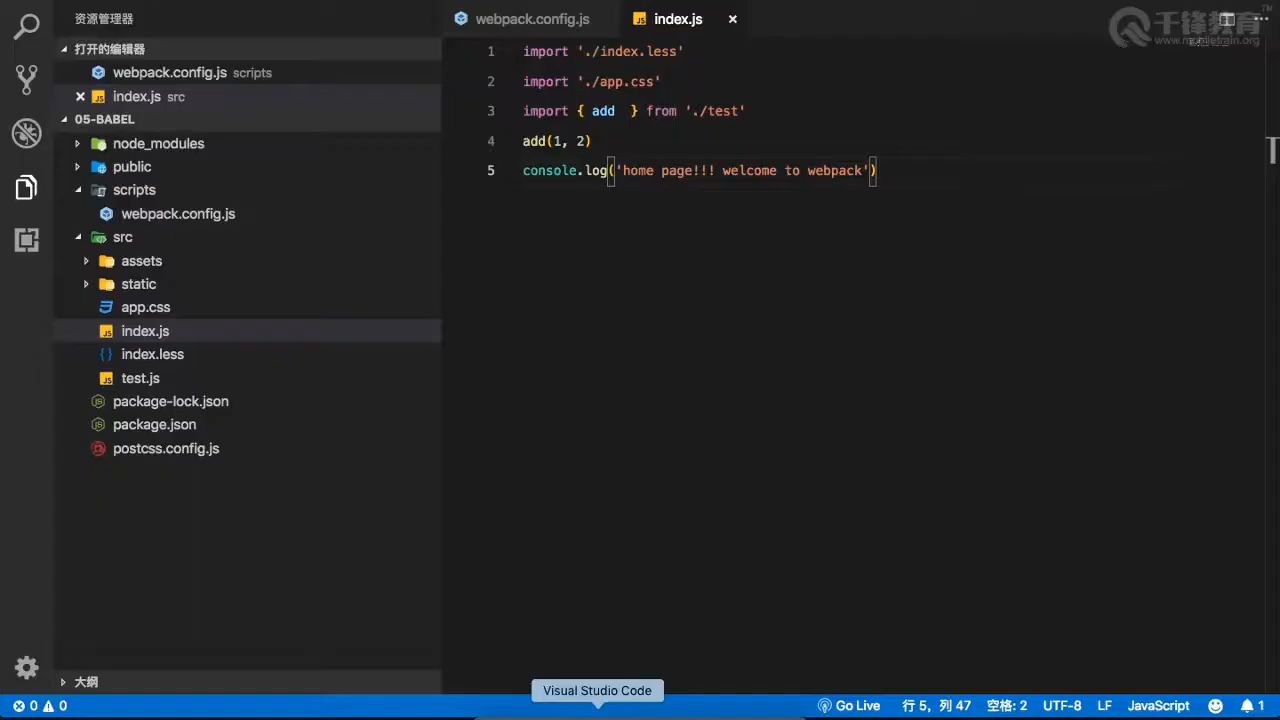 资源管理器
打开的编辑器
webpack.config.js scripts
index.js src
05-BABEL
node_modules
public
scripts
webpack.config.js
src
assets
static
app.css
index.js
index.less
test.js
package-lock.json
package.json
postcss.config.js
大纲
webpack.config.js
index.js
千锋教育
www.mobiletrain.org
1 import './index.less'
2 import './app.css'
3 import { add } from './test'
4 add(1, 2)
5 console.log('home page!!! welcome to webpack')
Visual Studio Code
0 0
Go Live
行 5，列 47
空格: 2
UTF-8
LF
JavaScript
1